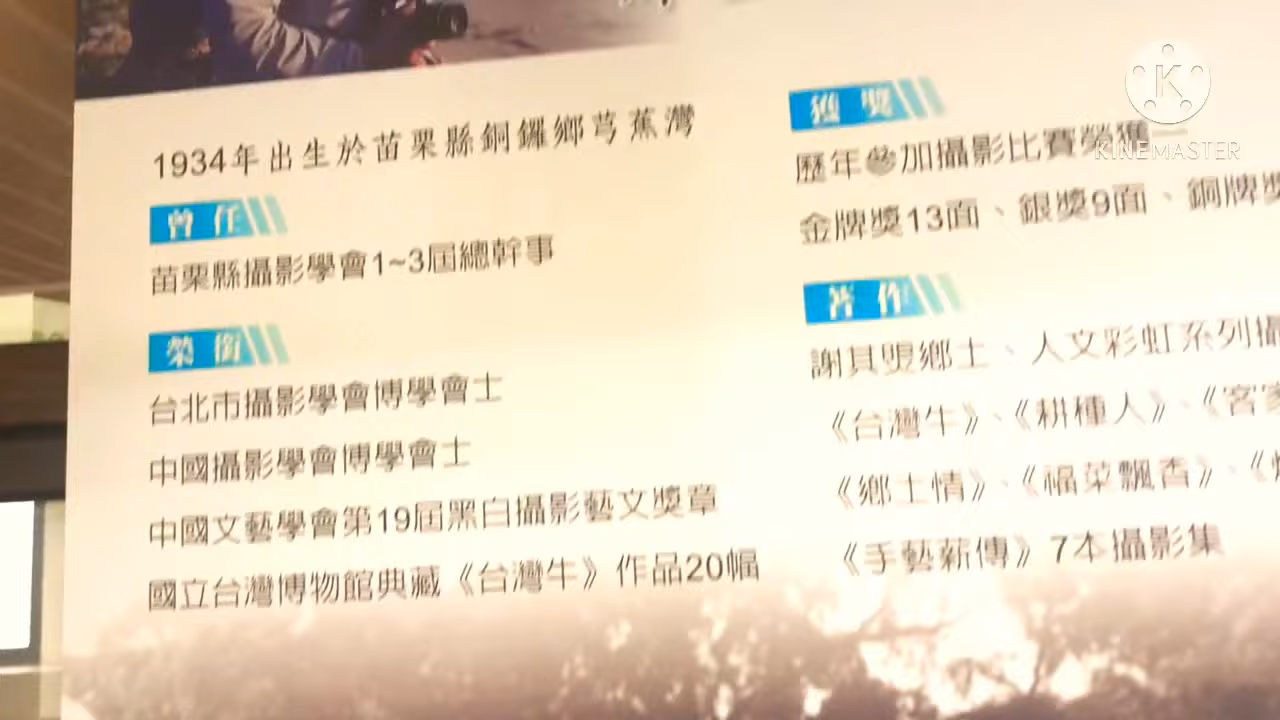 1934年出生於苗栗縣銅鑼鄉芎蕉灣
曾任
苗栗縣攝影學會1~3屆總幹事
榮銜
台北市攝影學會博學會士
中國攝影學會博學會士
中國文藝學會第19屆黑白攝影藝文獎章
國立台灣博物館典藏《台灣牛》作品20幅
獲獎
歷年參加攝影比賽榮獲—
金牌獎13面、銀獎9面、銅牌獎
著作
謝其煚鄉土、人文彩虹系列攝
《台灣牛》、《耕種人》、《客家
《鄉土情》、《福菜飄香》、《
《手藝薪傳》7本攝影集
K
KINEMASTER